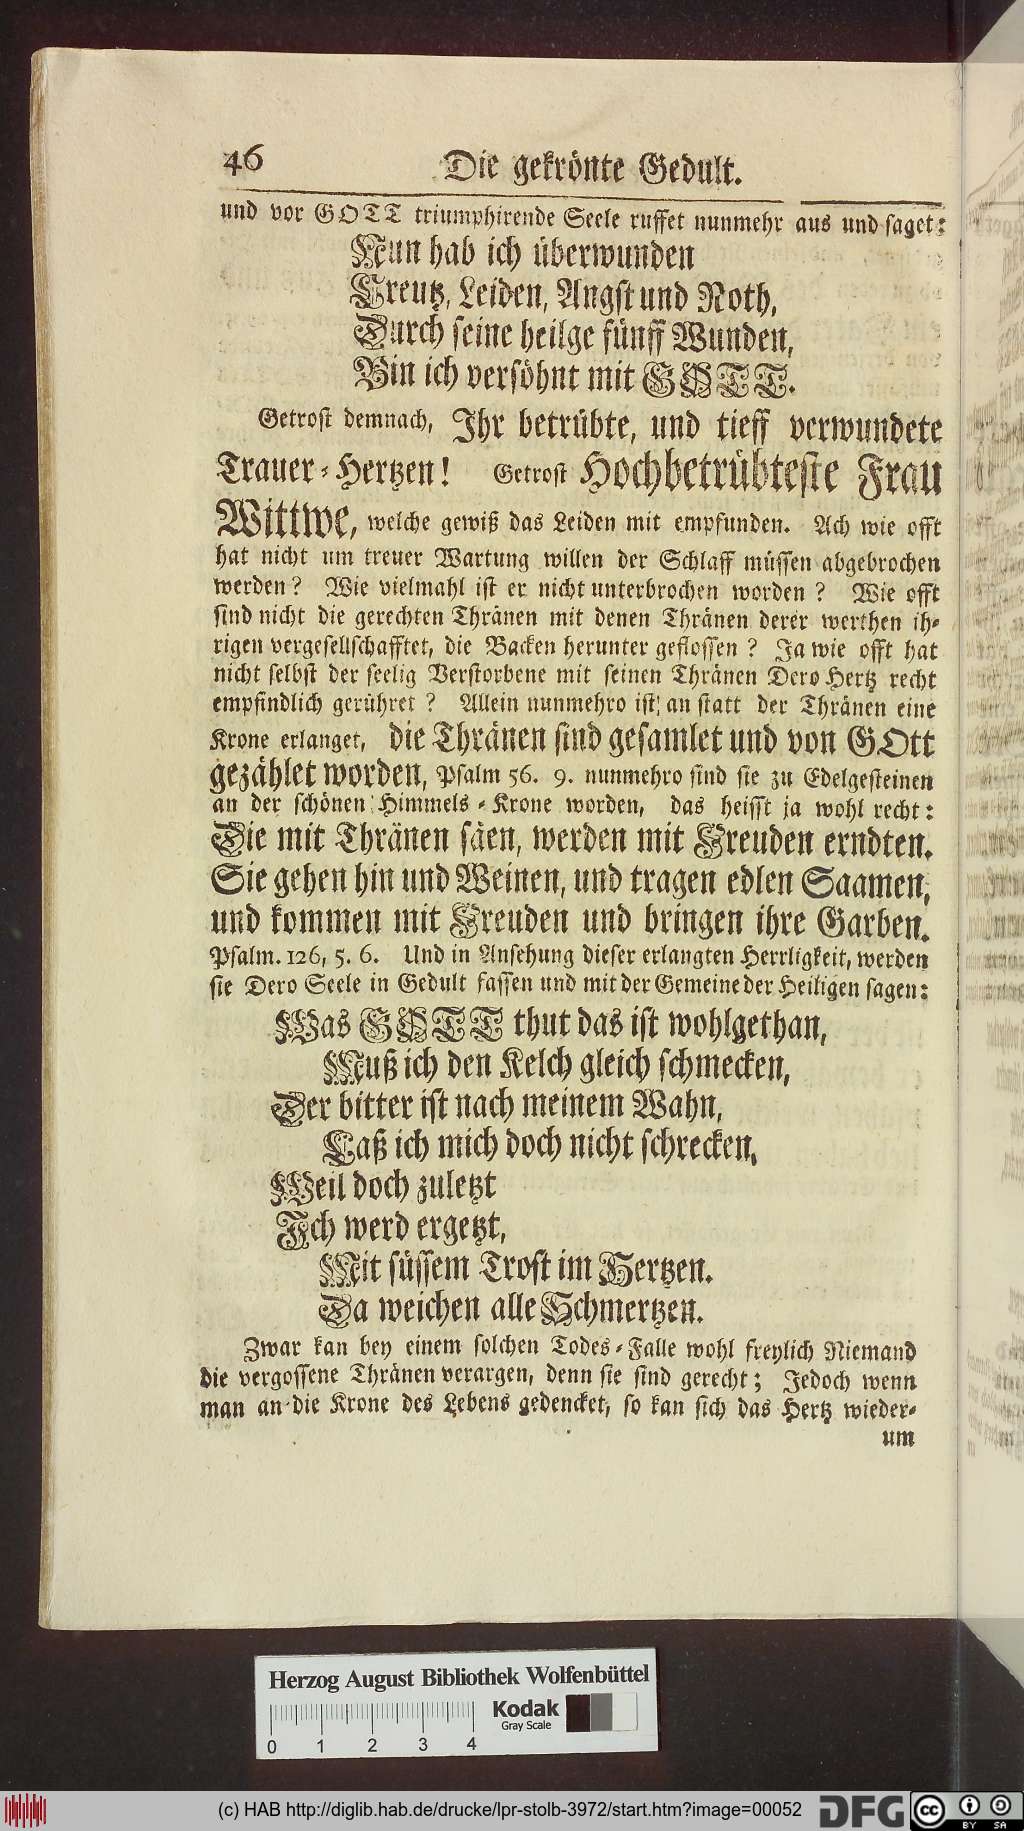 46
Die gekrönte Gedult.
und vor GOTT triumphirende Seele ruffet nunmehr aus und saget:
Nun hab ich überwunden
Creutz, Leiden, Angst und Noth,
Durch seine heilge fünff Wunden,
Bin ich versöhnt mit GOTT.
Getrost demnach, Ihr betrübte, und tieff verwundete
Trauer-Hertzen! Getrost Hochbetrübteste Frau
Wittwe, welche gewiß das Leiden mit empfunden. Ach wie offt
hat nicht um treuer Wartung willen der Schlaff müssen abgebrochen
werden? Wie vielmahl ist er nicht unterbrochen worden? Wie offt
sind nicht die gerechten Thränen mit denen Thränen derer werthen ih-
rigen vergesellschafftet, die Backen herunter geflossen? Ja wie offt hat
nicht selbst der seelig Verstorbene mit seinen Thränen Dero Hertz recht
empfindlich gerühret? Allein nunmehro ist an statt der Thränen eine
Krone erlanget, die Thränen sind gesamlet und von GOtt
gezählet worden, Psalm 56. 9. nunmehro sind sie zu Edelgesteinen
an der schönen Himmels-Krone worden, das heisst ja wohl recht:
Die mit Thränen säen, werden mit Freuden erndten.
Sie gehen hin und Weinen, und tragen edlen Saamen,
und kommen mit Freuden und bringen ihre Garben.
Psalm. 126, 5. 6. Und in Ansehung dieser erlangten Herrligkeit, werden
sie Dero Seele in Gedult fassen und mit der Gemeine der Heiligen sagen:
Was GOTT thut das ist wohlgethan,
Muß ich den Kelch gleich schmecken,
Der bitter ist nach meinem Wahn,
Laß ich mich doch nicht schrecken,
Weil doch zuletzt
Ich werd ergetzt,
Mit süssem Trost im Hertzen.
Da weichen alle Schmertzen.
Zwar kan bey einem solchen Todes-Falle wohl freylich Niemand
die vergossene Thränen verargen, denn sie sind gerecht; Jedoch wenn
man an die Krone des Lebens gedencket, so kan sich das Hertz wieder-
um
Herzog August Bibliothek Wolfenbüttel
Kodak
Gray Scale
0 1 2 3 4
(c) HAB http://diglib.hab.de/drucke/lpr-stolb-3972/start.htm?image=00052
DFG
cc BY SA